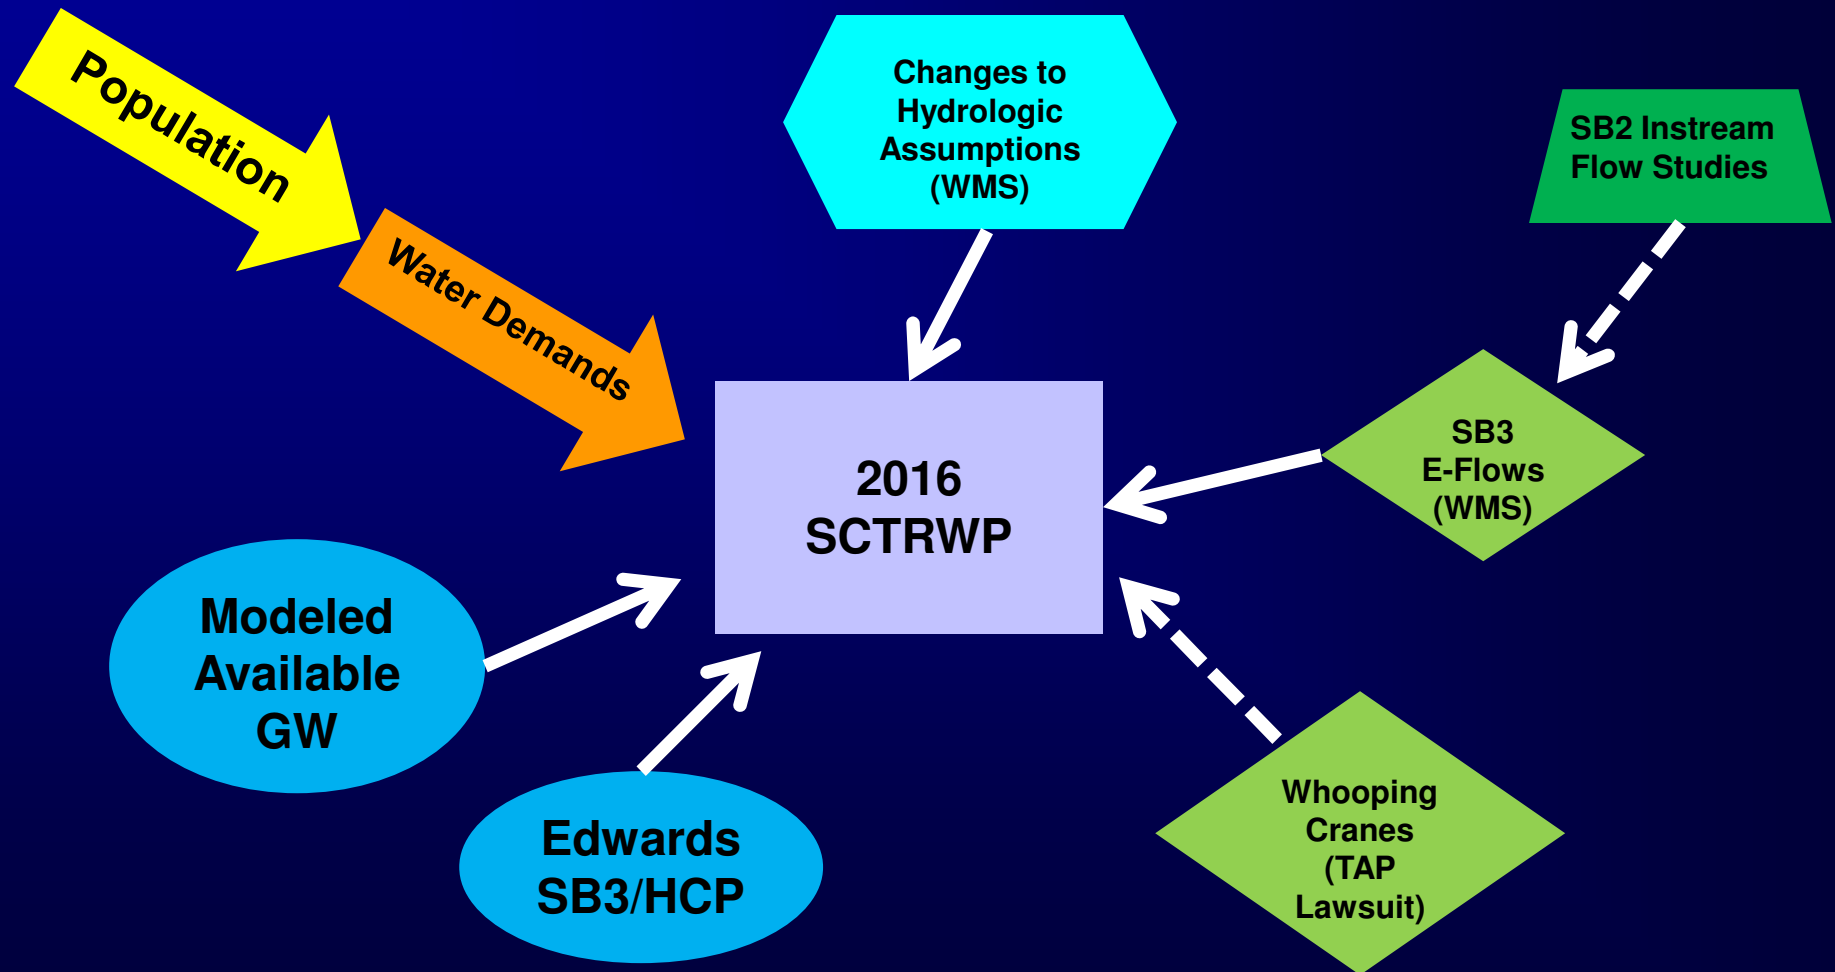 Population
Water Demands
Changes to
Hydrologic
Assumptions
(WMS)
SB2 Instream
Flow Studies
2016
SCTRWP
SB3
E-Flows
(WMS)
Modeled
Available
GW
Edwards
SB3/HCP
Whooping
Cranes
(TAP
Lawsuit)